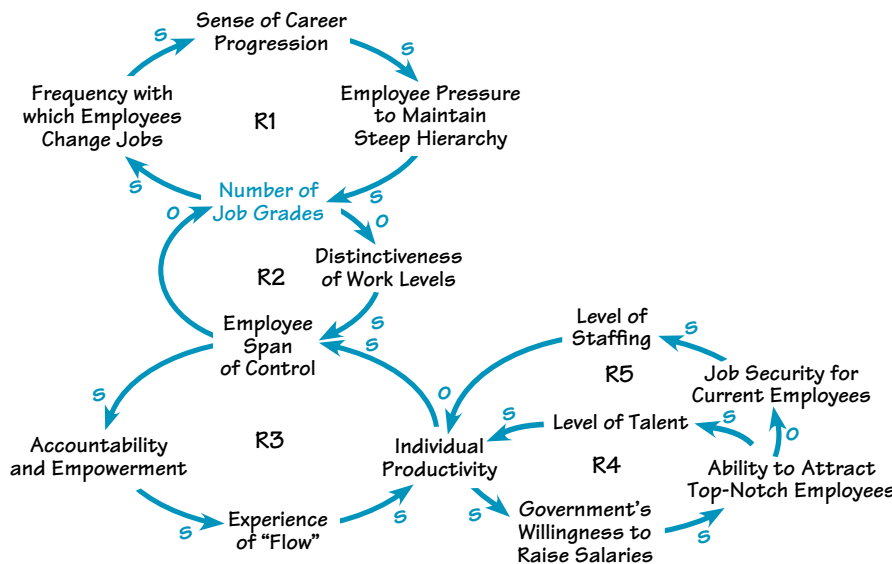 Sense of Career
Progression
S
S
Frequency with
which Employees
Change Jobs
R1
Employee Pressure
to Maintain
Steep Hierarchy
S
S
Number of
Job Grades
O
O
Distinctiveness
of Work Levels
R2
S
Employee
Span
of Control
S
Level of
Staffing
S
R5
Job Security for
Current Employees
S
O
S
Level of Talent
S
O
Accountability
and Empowerment
R3
Individual
Productivity
R4
Ability to Attract
Top-Notch Employees
S
Experience
of "Flow"
S
S
Government's
Willingness to
Raise Salaries
S